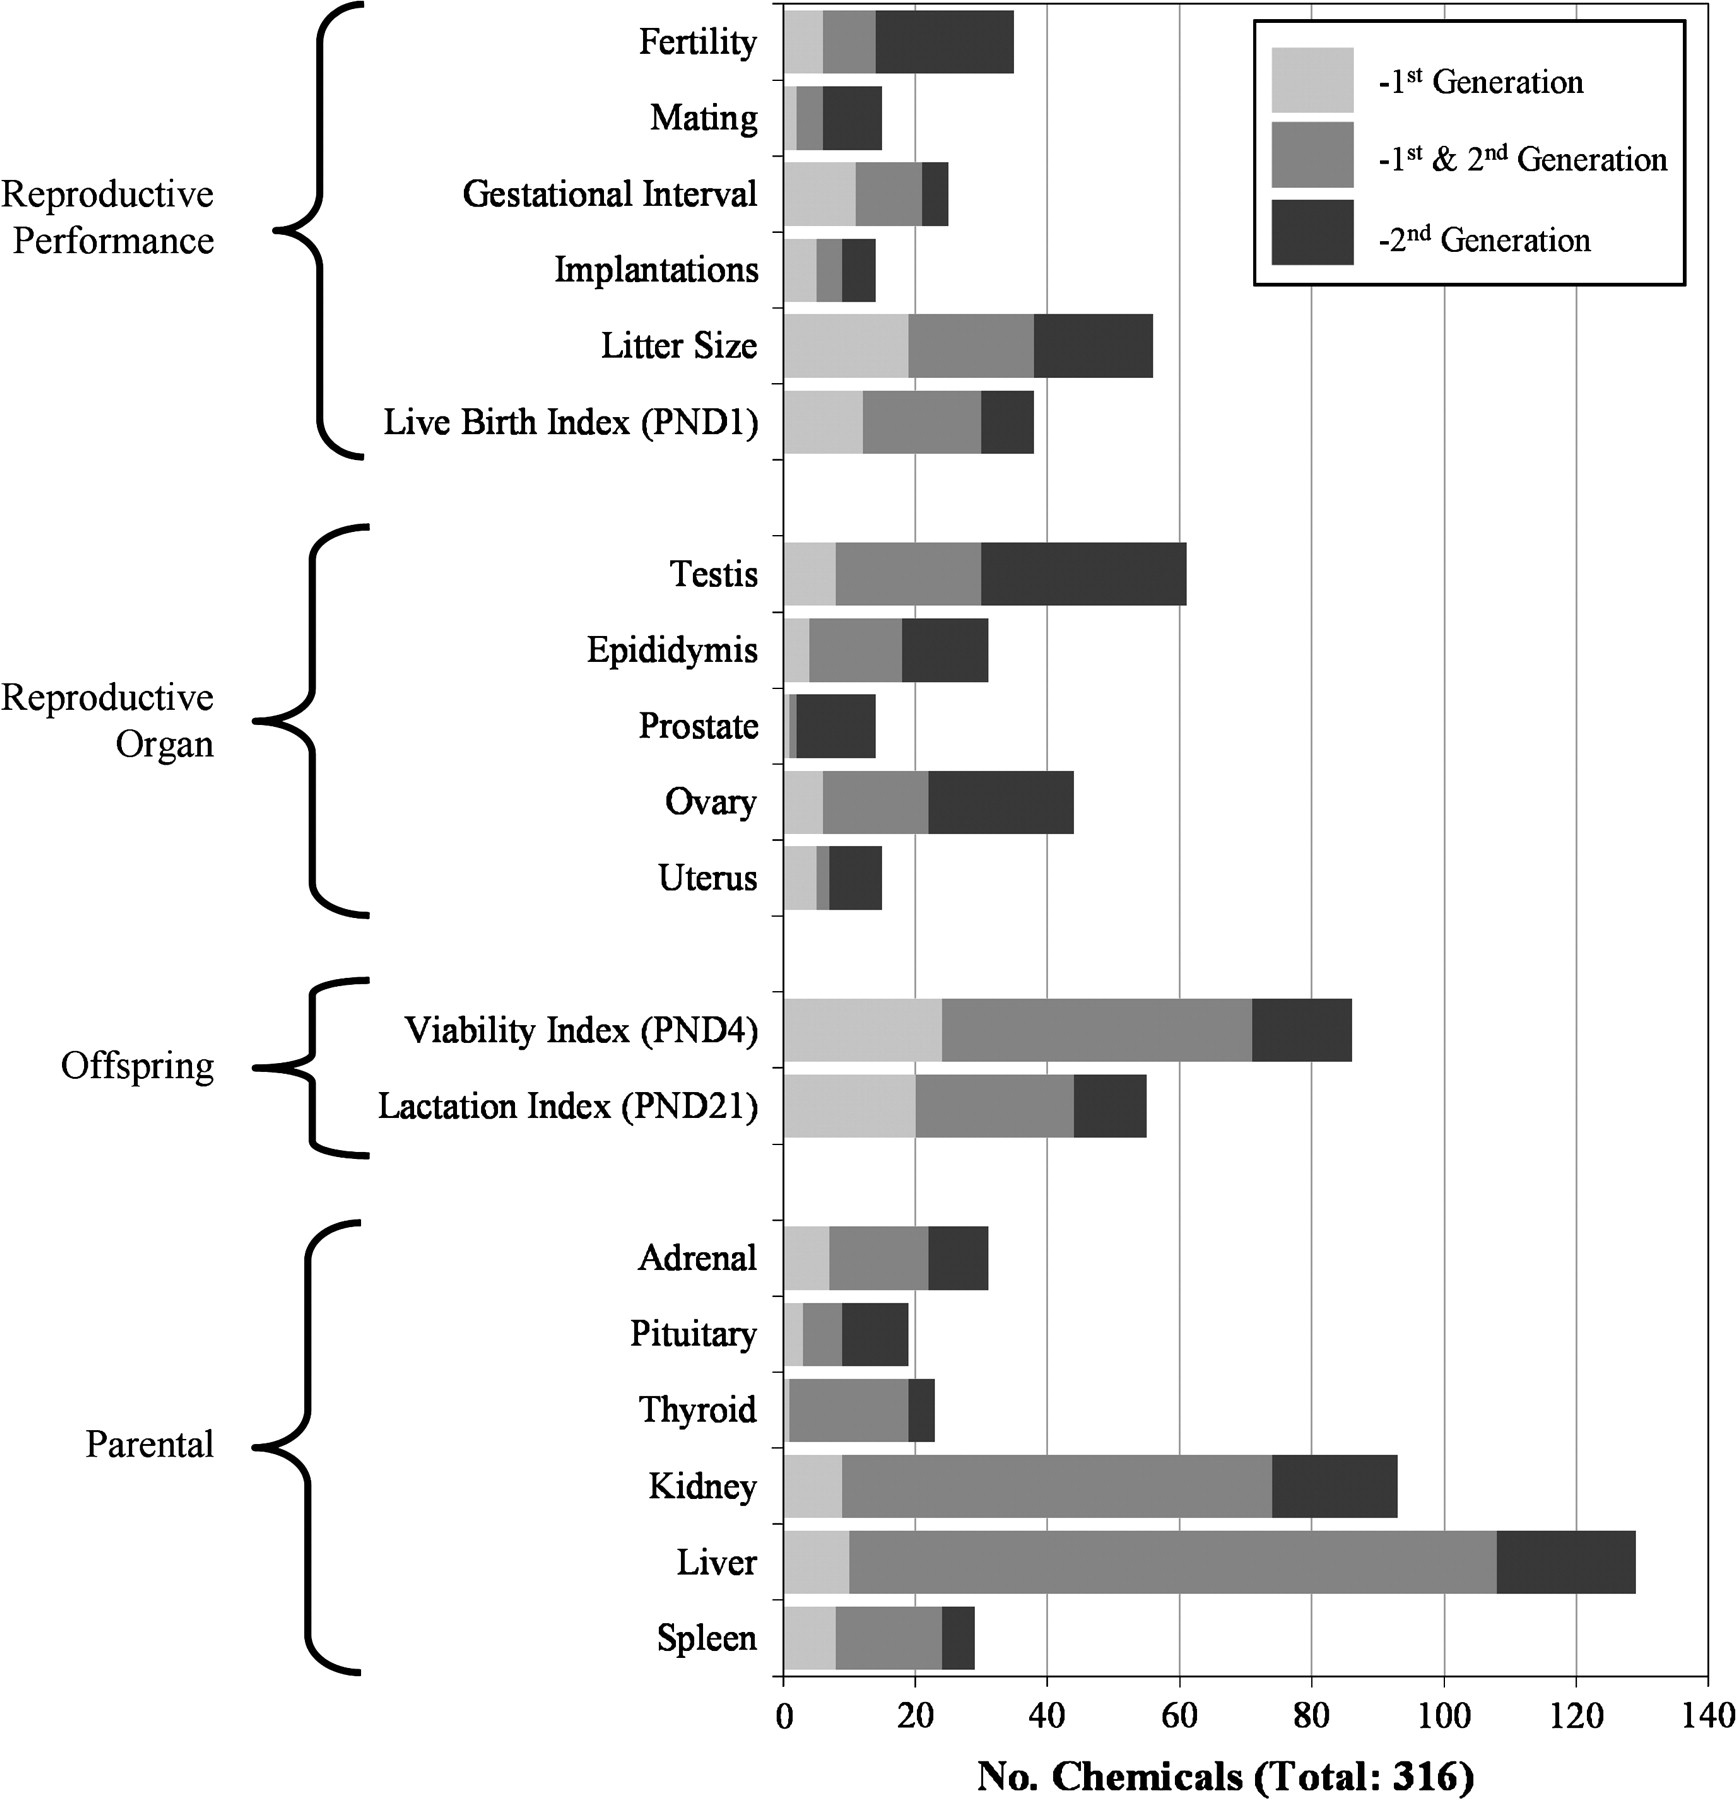 Fertility
Mating
Gestational Interval
Implantations
Litter Size
Live Birth Index (PND1)
Reproductive
Performance
Testis
Epididymis
Prostate
Ovary
Uterus
Reproductive
Organ
Viability Index (PND4)
Lactation Index (PND21)
Offspring
Adrenal
Pituitary
Thyroid
Kidney
Liver
Spleen
Parental
-1st Generation
-1st & 2nd Generation
-2nd Generation
0 20 40 60 80 100 120 140
No. Chemicals (Total: 316)